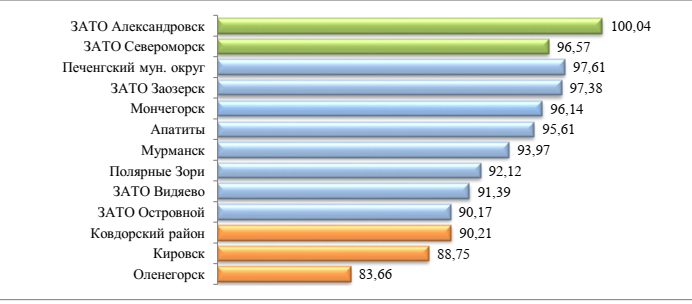 ЗАТО Александровск 100,04
ЗАТО Североморск 96,57
Печенгский мун. округ 97,61
ЗАТО Заозерск 97,38
Мончегорск 96,14
Апатиты 95,61
Мурманск 93,97
Полярные Зори 92,12
ЗАТО Видяево 91,39
ЗАТО Островной 90,17
Ковдорский район 90,21
Кировск 88,75
Оленегорск 83,66